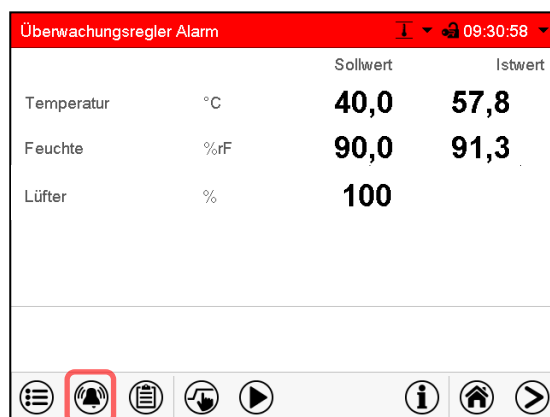 Überwachungsregler Alarm 09:30:58
Sollwert Istwert
Temperatur °C 40,0 57,8
Feuchte %rF 90,0 91,3
Lüfter % 100